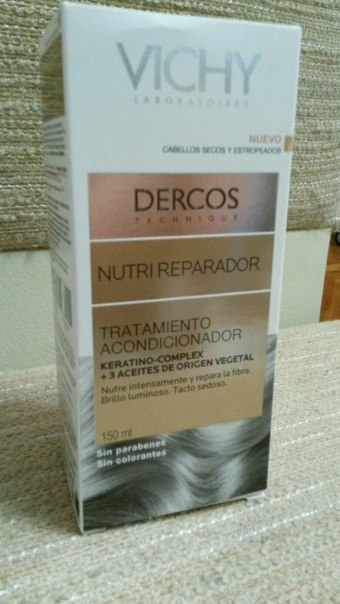 VICHY
LABORATOIRES
NUEVO
CABELLOS SECOS Y ESTROPEADOS
DERCOS
TECHNIQUE
NUTRI REPARADOR
TRATAMIENTO
ACONDICIONADOR
KERATINO-COMPLEX
+ 3 ACEITES DE ORIGEN VEGETAL
Nutre intensamente y repara la fibra.
Brillo luminoso. Tacto sedoso.
150 ml
Sin parabenes
Sin colorantes